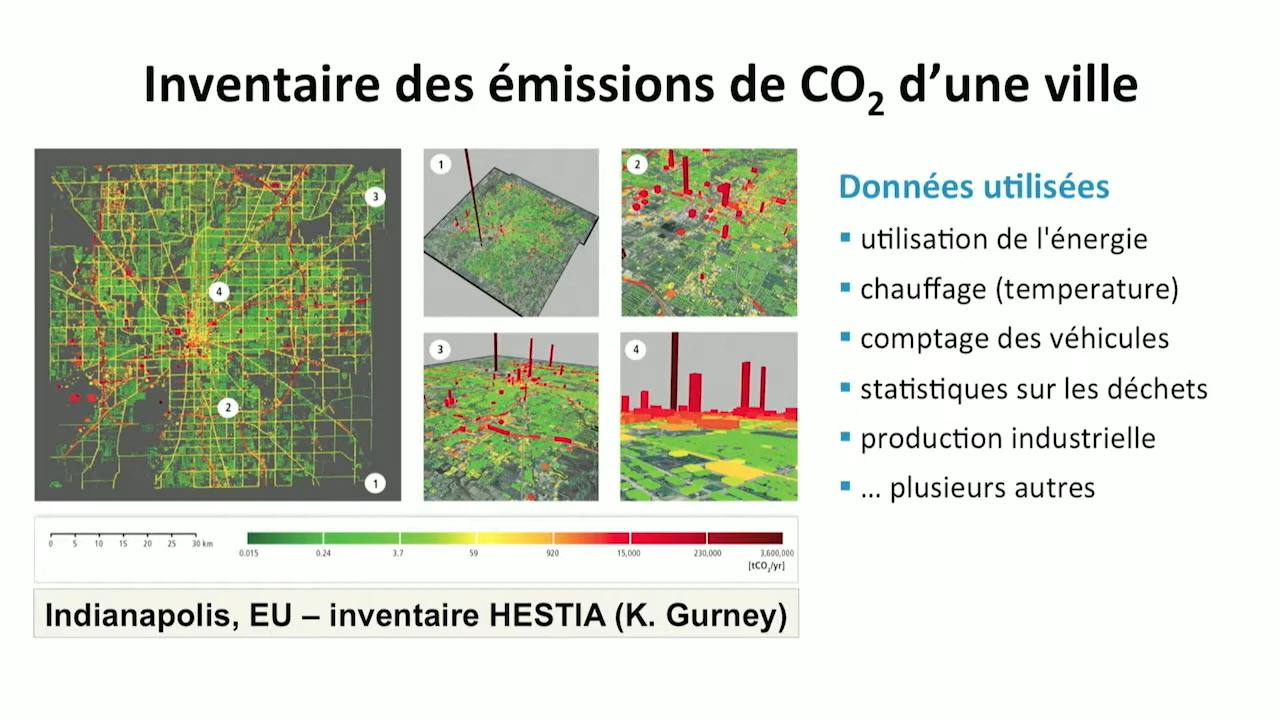 Inventaire des émissions de CO2 d’une ville
3
4
2
1
1
2
3
4
0 5 10 15 20 25 30 km
0.015 0.24 3.7 59 920 15,000 230,000 3,600,000
[tCO2/yr]
Indianapolis, EU – inventaire HESTIA (K. Gurney)
Données utilisées
▪ utilisation de l'énergie
▪ chauffage (temperature)
▪ comptage des véhicules
▪ statistiques sur les déchets
▪ production industrielle
▪ ... plusieurs autres